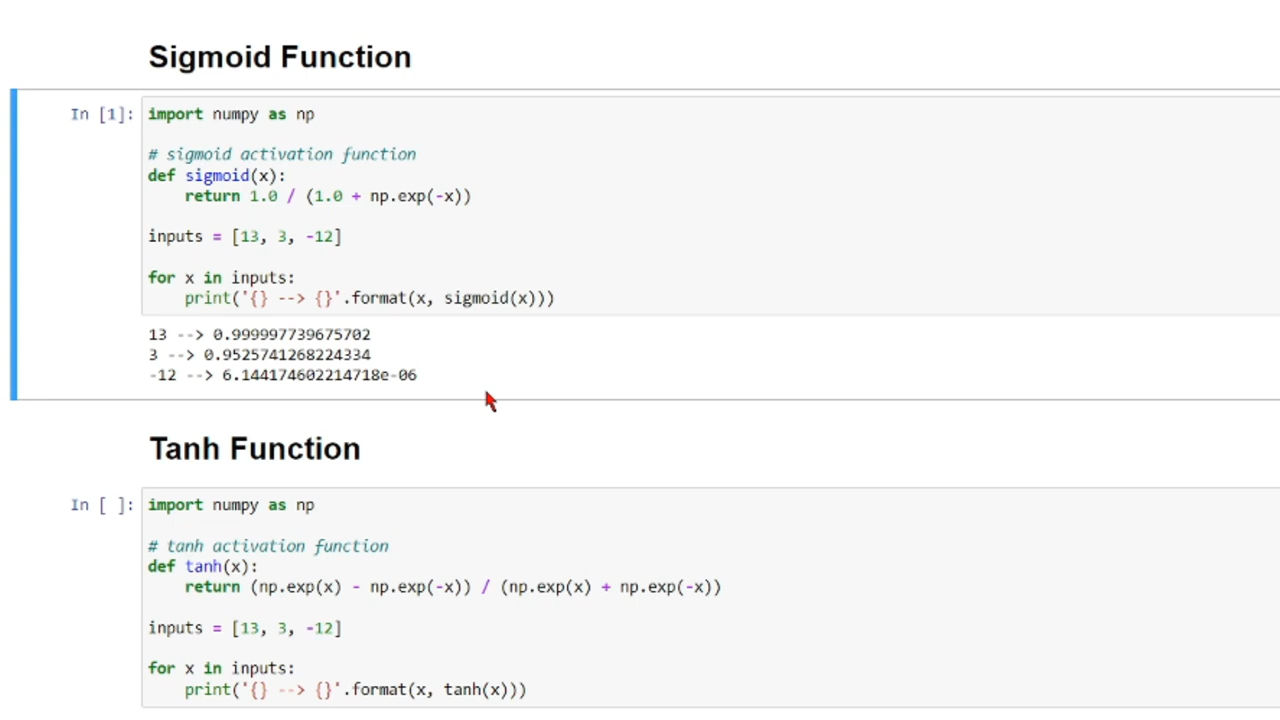 Sigmoid Function
In [1]: import numpy as np
# sigmoid activation function
def sigmoid(x):
    return 1.0 / (1.0 + np.exp(-x))
inputs = [13, 3, -12]
for x in inputs:
    print('{} --> {}'.format(x, sigmoid(x)))
13 --> 0.999997739675702
3 --> 0.9525741268224334
-12 --> 6.144174602214718e-06
Tanh Function
In [ ]: import numpy as np
# tanh activation function
def tanh(x):
    return (np.exp(x) - np.exp(-x)) / (np.exp(x) + np.exp(-x))
inputs = [13, 3, -12]
for x in inputs:
    print('{} --> {}'.format(x, tanh(x)))